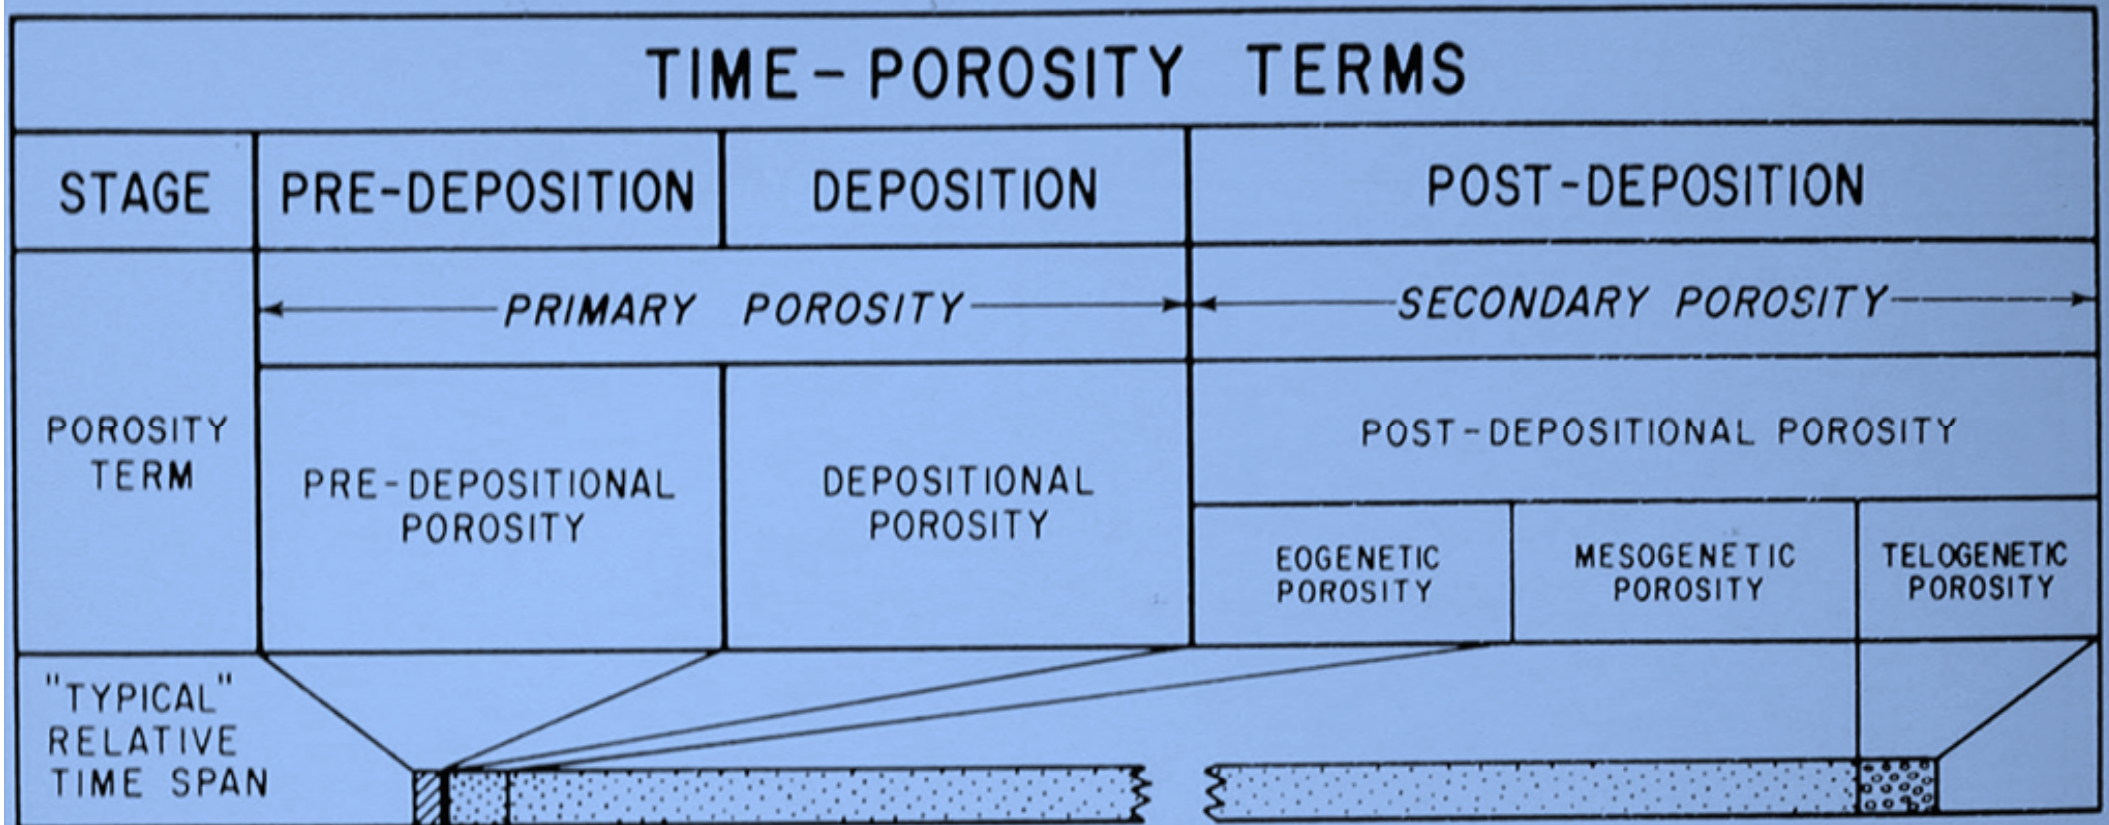 TIME-POROSITY TERMS
STAGE
PRE-DEPOSITION
DEPOSITION
POST-DEPOSITION
POROSITY
TERM
PRIMARY POROSITY
SECONDARY POROSITY
PRE-DEPOSITIONAL
POROSITY
DEPOSITIONAL
POROSITY
POST-DEPOSITIONAL POROSITY
EOGENETIC
POROSITY
MESOGENETIC
POROSITY
TELOGENETIC
POROSITY
"TYPICAL"
RELATIVE
TIME SPAN